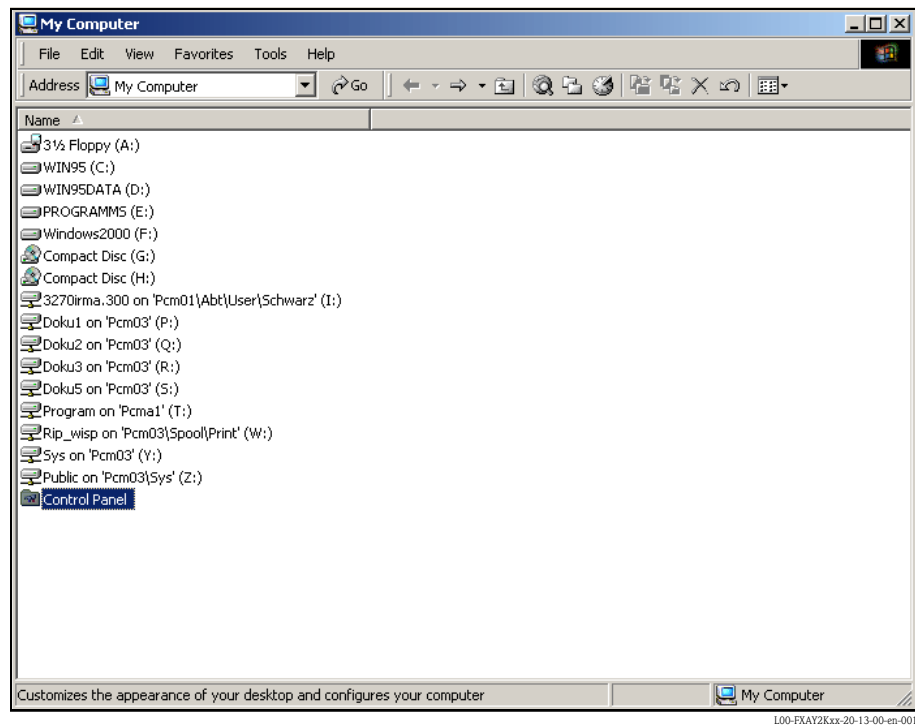 My Computer
File Edit View Favorites Tools Help
Address My Computer Go
Name
3½ Floppy (A:)
WIN95 (C:)
WIN95DATA (D:)
PROGRAMMS (E:)
Windows2000 (F:)
Compact Disc (G:)
Compact Disc (H:)
3270irma.300 on 'Pcm01\Abt\User\Schwarz' (I:)
Doku1 on 'Pcm03' (P:)
Doku2 on 'Pcm03' (Q:)
Doku3 on 'Pcm03' (R:)
Doku5 on 'Pcm03' (S:)
Program on 'Pcma1' (T:)
Rip_wisp on 'Pcm03\Spool\Print' (W:)
Sys on 'Pcm03' (Y:)
Public on 'Pcm03\Sys' (Z:)
Control Panel
Customizes the appearance of your desktop and configures your computer My Computer
L00-FXAY2Kxx-20-13-00-en-001